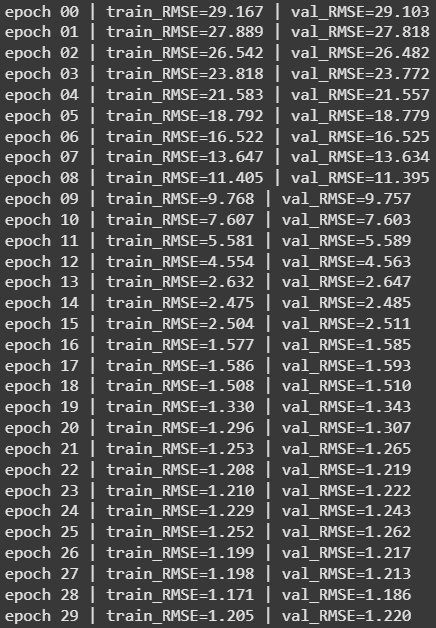 epoch 00 | train_RMSE=29.167 | val_RMSE=29.103
epoch 01 | train_RMSE=27.889 | val_RMSE=27.818
epoch 02 | train_RMSE=26.542 | val_RMSE=26.482
epoch 03 | train_RMSE=23.818 | val_RMSE=23.772
epoch 04 | train_RMSE=21.583 | val_RMSE=21.557
epoch 05 | train_RMSE=18.792 | val_RMSE=18.779
epoch 06 | train_RMSE=16.522 | val_RMSE=16.525
epoch 07 | train_RMSE=13.647 | val_RMSE=13.634
epoch 08 | train_RMSE=11.405 | val_RMSE=11.395
epoch 09 | train_RMSE=9.768 | val_RMSE=9.757
epoch 10 | train_RMSE=7.607 | val_RMSE=7.603
epoch 11 | train_RMSE=5.581 | val_RMSE=5.589
epoch 12 | train_RMSE=4.554 | val_RMSE=4.563
epoch 13 | train_RMSE=2.632 | val_RMSE=2.647
epoch 14 | train_RMSE=2.475 | val_RMSE=2.485
epoch 15 | train_RMSE=2.504 | val_RMSE=2.511
epoch 16 | train_RMSE=1.577 | val_RMSE=1.585
epoch 17 | train_RMSE=1.586 | val_RMSE=1.593
epoch 18 | train_RMSE=1.508 | val_RMSE=1.510
epoch 19 | train_RMSE=1.330 | val_RMSE=1.343
epoch 20 | train_RMSE=1.296 | val_RMSE=1.307
epoch 21 | train_RMSE=1.253 | val_RMSE=1.265
epoch 22 | train_RMSE=1.208 | val_RMSE=1.219
epoch 23 | train_RMSE=1.210 | val_RMSE=1.222
epoch 24 | train_RMSE=1.229 | val_RMSE=1.243
epoch 25 | train_RMSE=1.252 | val_RMSE=1.262
epoch 26 | train_RMSE=1.199 | val_RMSE=1.217
epoch 27 | train_RMSE=1.198 | val_RMSE=1.213
epoch 28 | train_RMSE=1.171 | val_RMSE=1.186
epoch 29 | train_RMSE=1.205 | val_RMSE=1.220